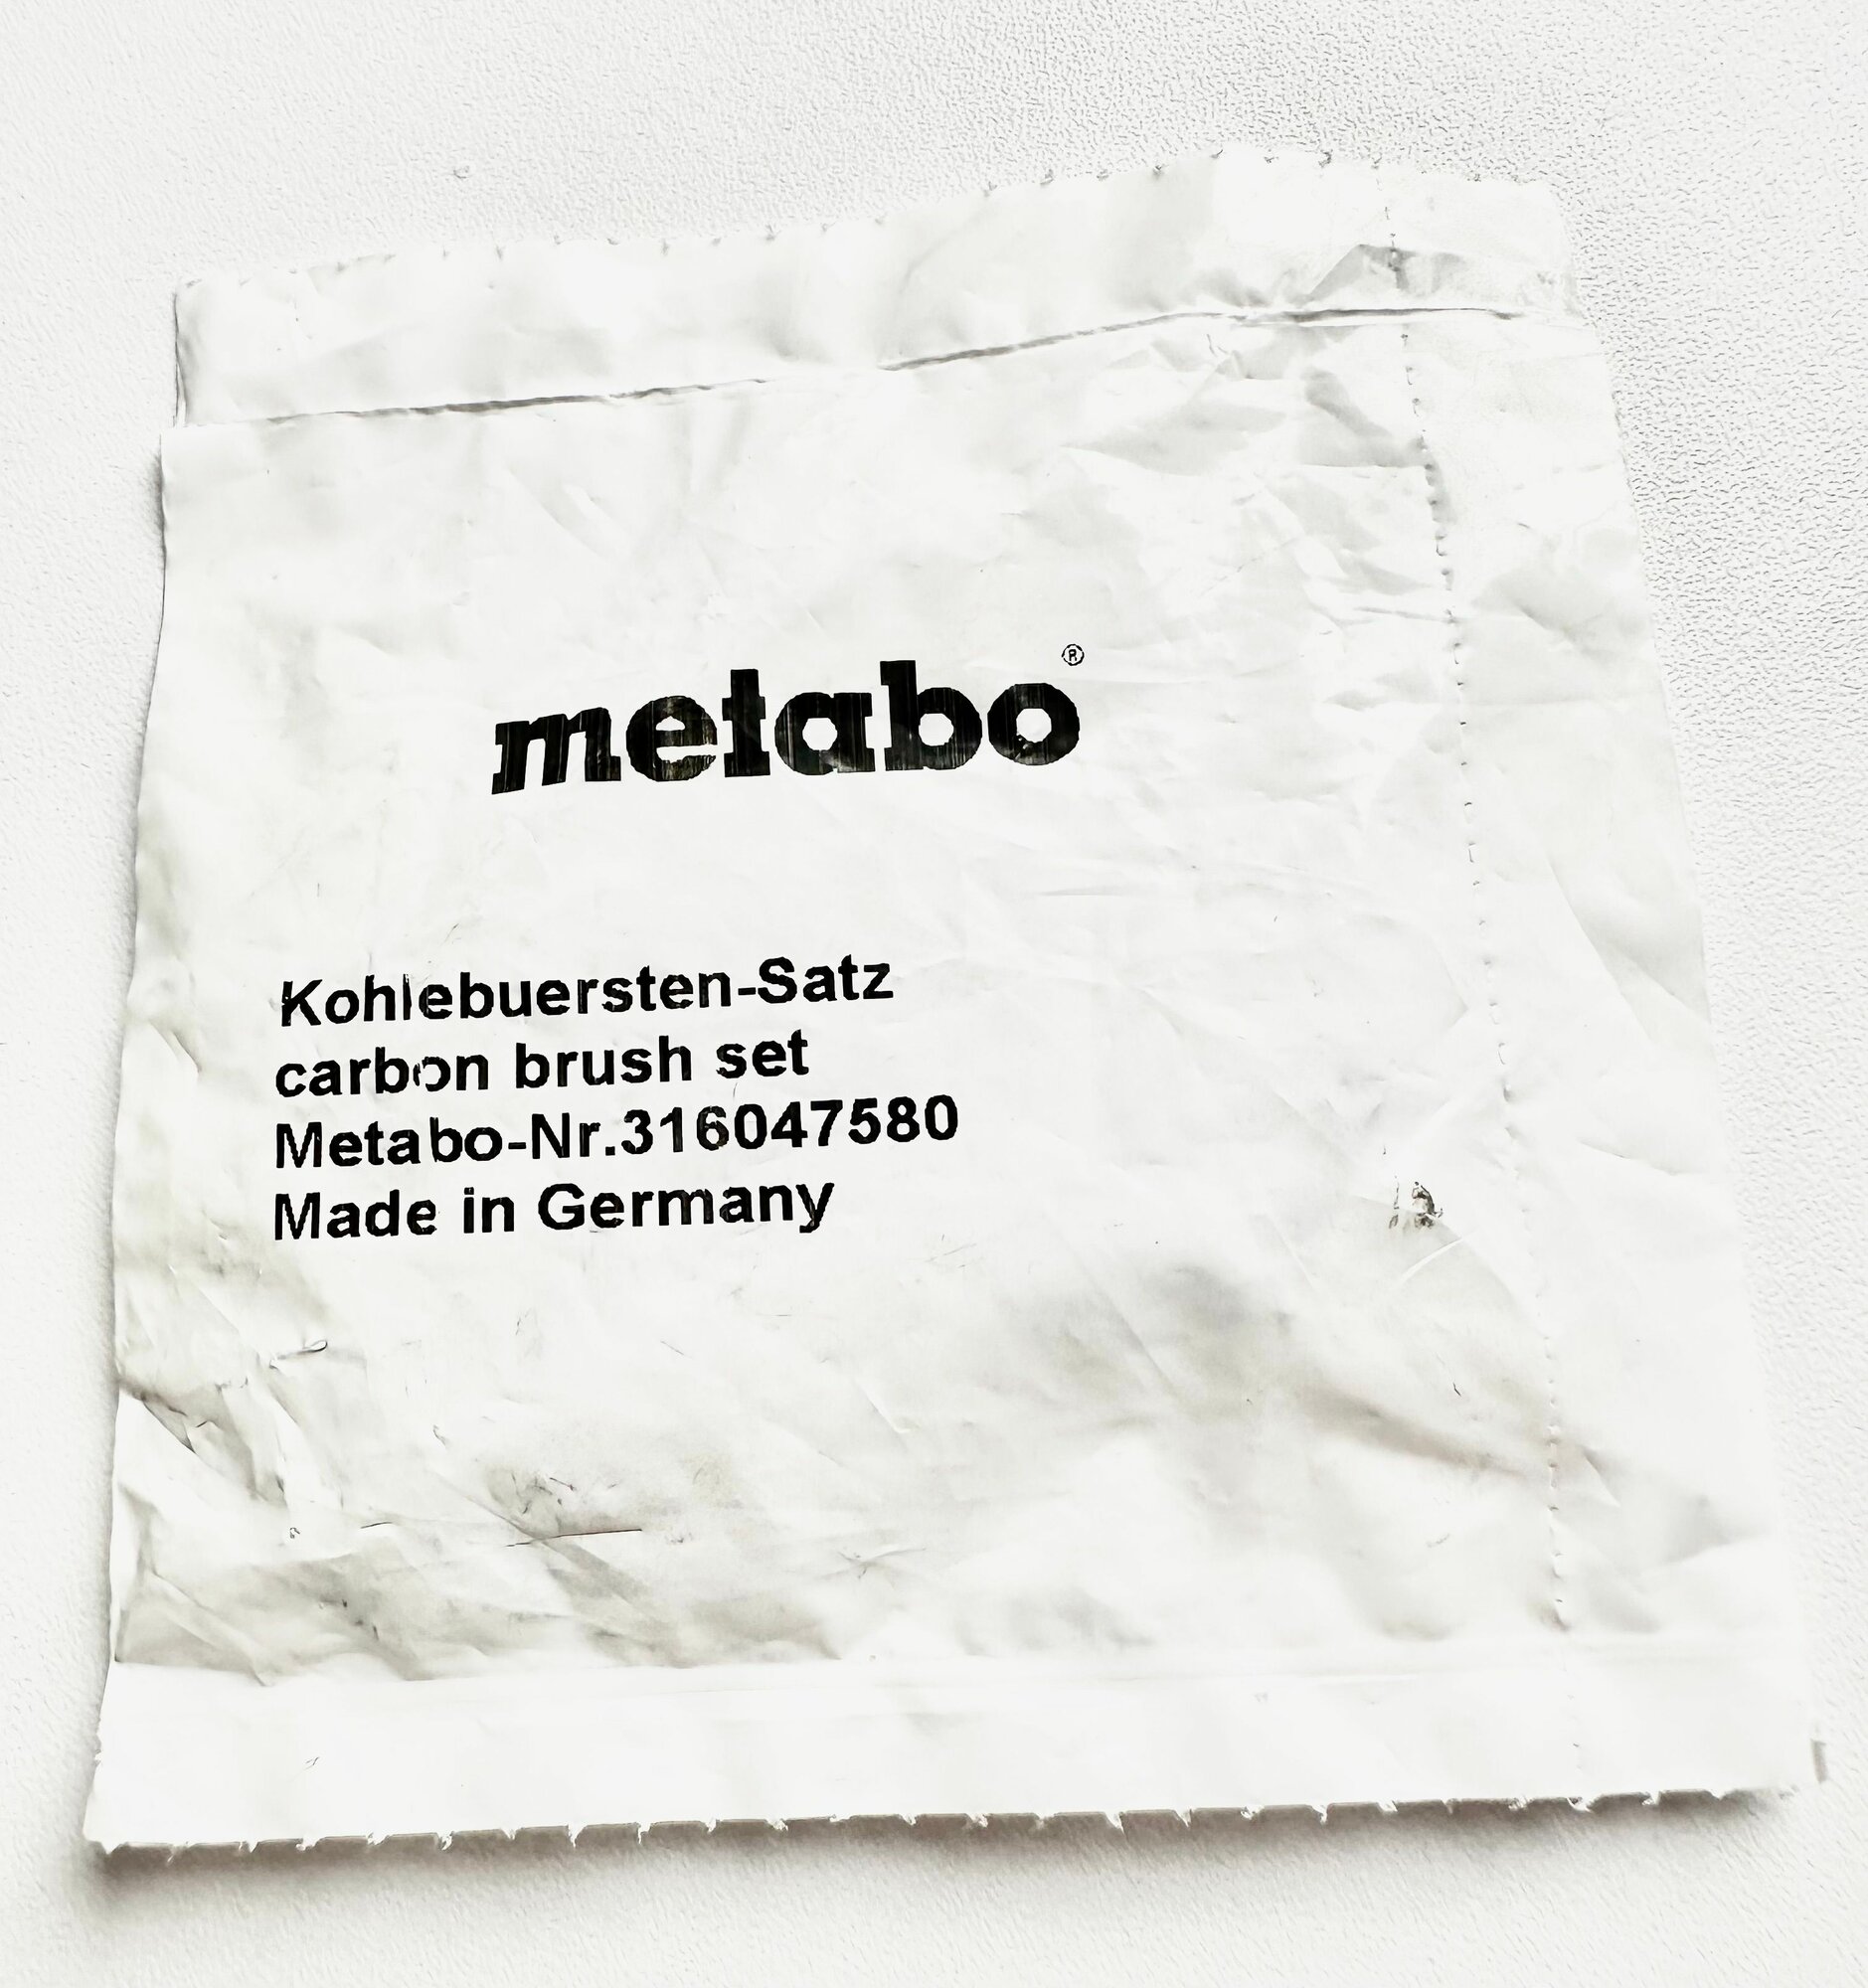 metabo®
Kohlebuersten-Satz
carbon brush set
Metabo-Nr.316047580
Made in Germany